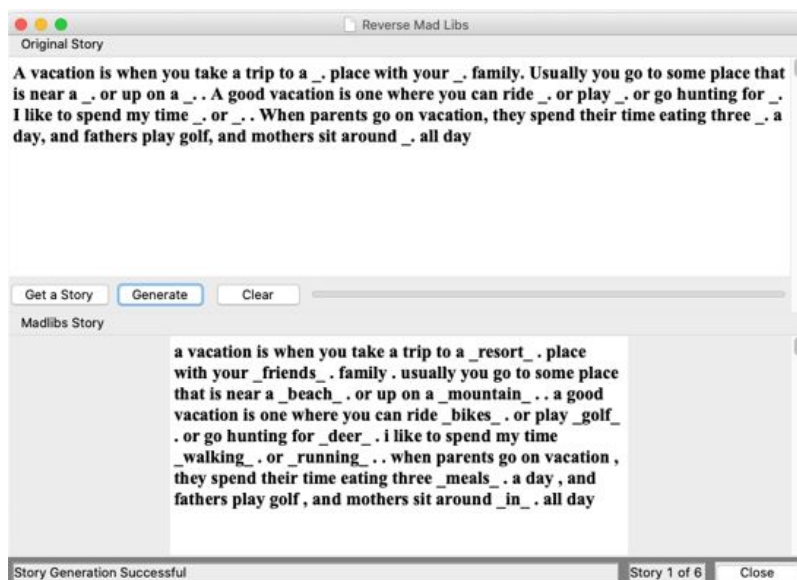 Reverse Mad Libs
Original Story
A vacation is when you take a trip to a _. place with your _. family. Usually you go to some place that
is near a _. or up on a _. . A good vacation is one where you can ride _. or play _. or go hunting for _.
I like to spend my time _. or _. . When parents go on vacation, they spend their time eating three _. a
day, and fathers play golf, and mothers sit around _. all day
Get a Story Generate Clear
Madlibs Story
a vacation is when you take a trip to a _resort_ . place
with your _friends_ . family . usually you go to some place
that is near a _beach_ . or up on a _mountain_ . . a good
vacation is one where you can ride _bikes_ . or play _golf_
. or go hunting for _deer_ . i like to spend my time
_walking_ . or _running_ . . when parents go on vacation ,
they spend their time eating three _meals_ . a day , and
fathers play golf , and mothers sit around _in_ . all day
Story Generation Successful Story 1 of 6 Close